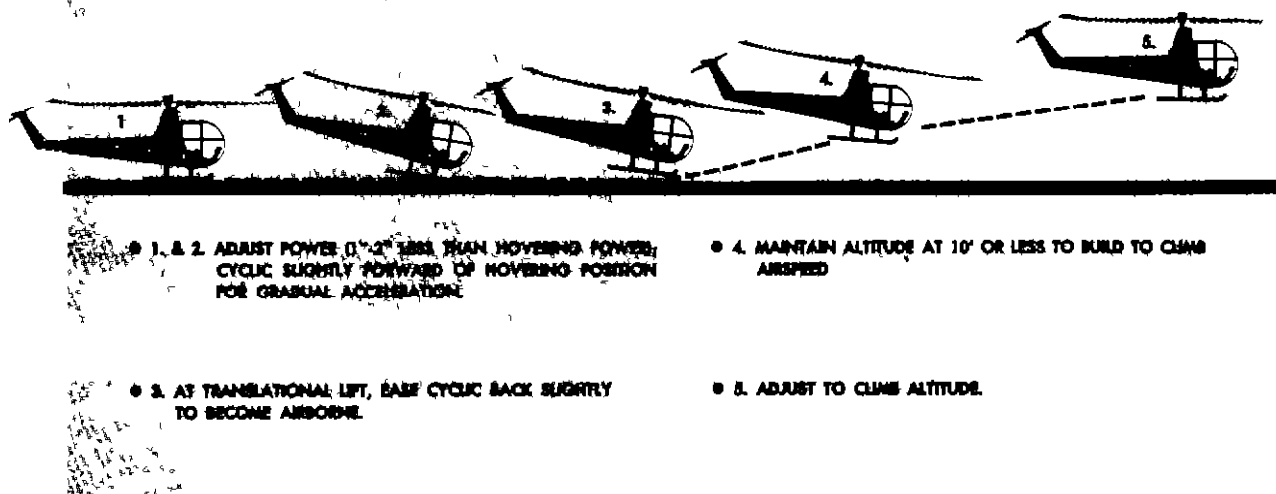 1
2.
3.
4.
5.
● 1. & 2. ADJUST POWER (1"-2" LESS THAN HOVERING POWER);
CYCLIC SLIGHTLY FORWARD OF HOVERING POSITION
FOR GRADUAL ACCELERATION.
● 3. AT TRANSLATIONAL LIFT, EASE CYCLIC BACK SLIGHTLY
TO BECOME AIRBORNE.
● 4. MAINTAIN ALTITUDE AT 10' OR LESS TO BUILD TO CLIMB
AIRSPEED
● 5. ADJUST TO CLIMB ALTITUDE.